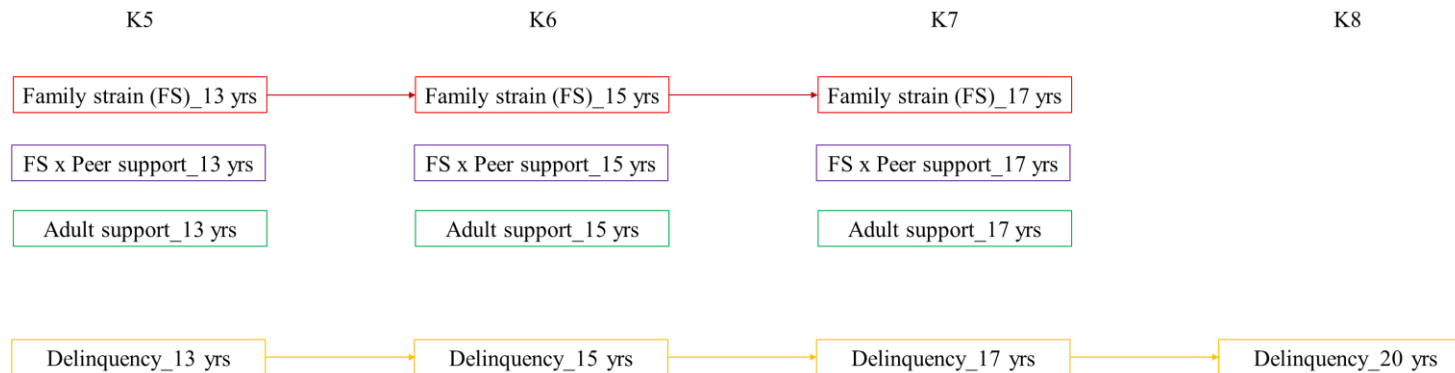 K5 K6 K7 K8
Family strain (FS)_13 yrs Family strain (FS)_15 yrs Family strain (FS)_17 yrs
FS x Peer support_13 yrs FS x Peer support_15 yrs FS x Peer support_17 yrs
Adult support_13 yrs Adult support_15 yrs Adult support_17 yrs
Delinquency_13 yrs Delinquency_15 yrs Delinquency_17 yrs Delinquency_20 yrs